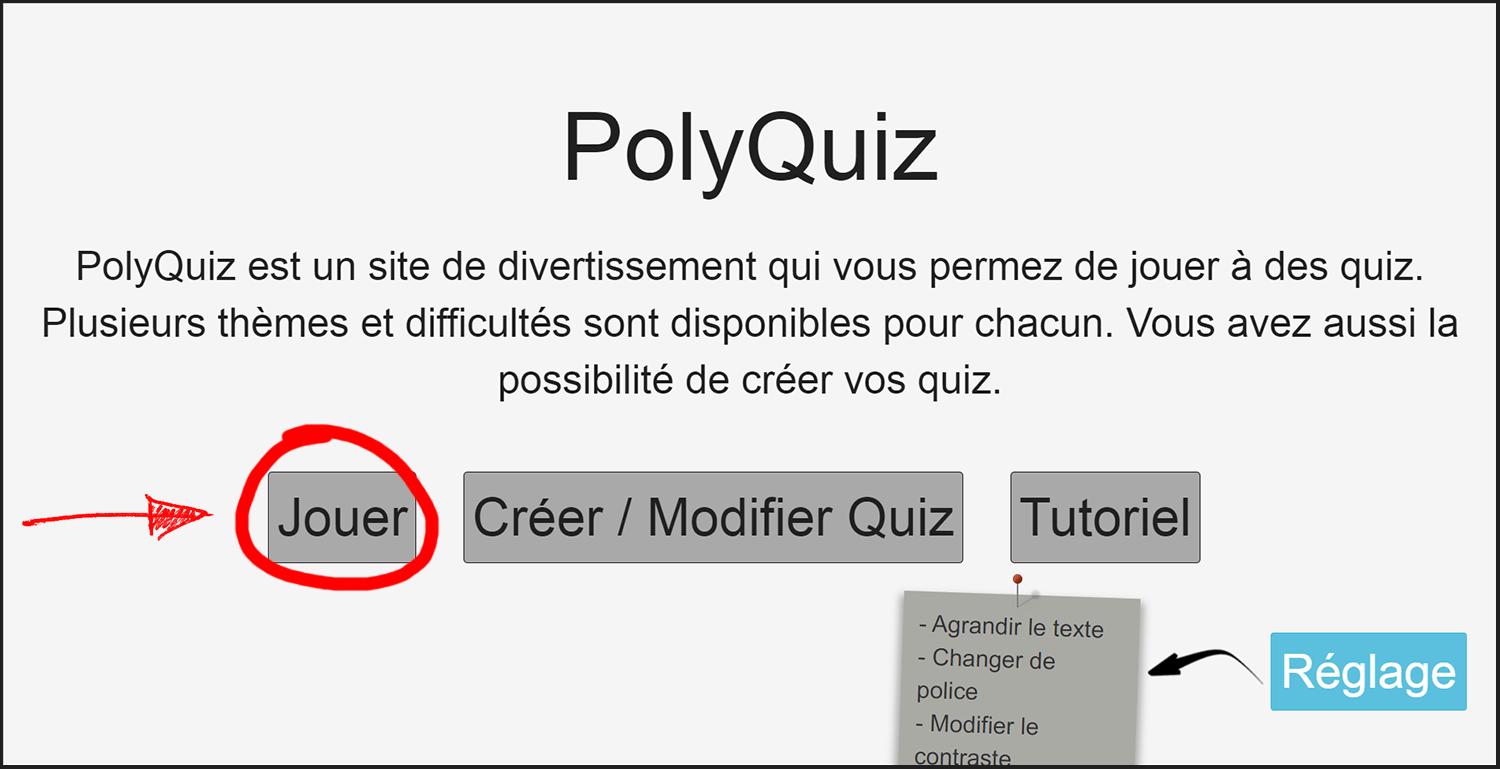 PolyQuiz
PolyQuiz est un site de divertissement qui vous permez de jouer à des quiz.
Plusieurs thèmes et difficultés sont disponibles pour chacun. Vous avez aussi la
possibilité de créer vos quiz.
Jouer
Créer / Modifier Quiz
Tutoriel
- Agrandir le texte
- Changer de
police
- Modifier le
contraste
Réglage